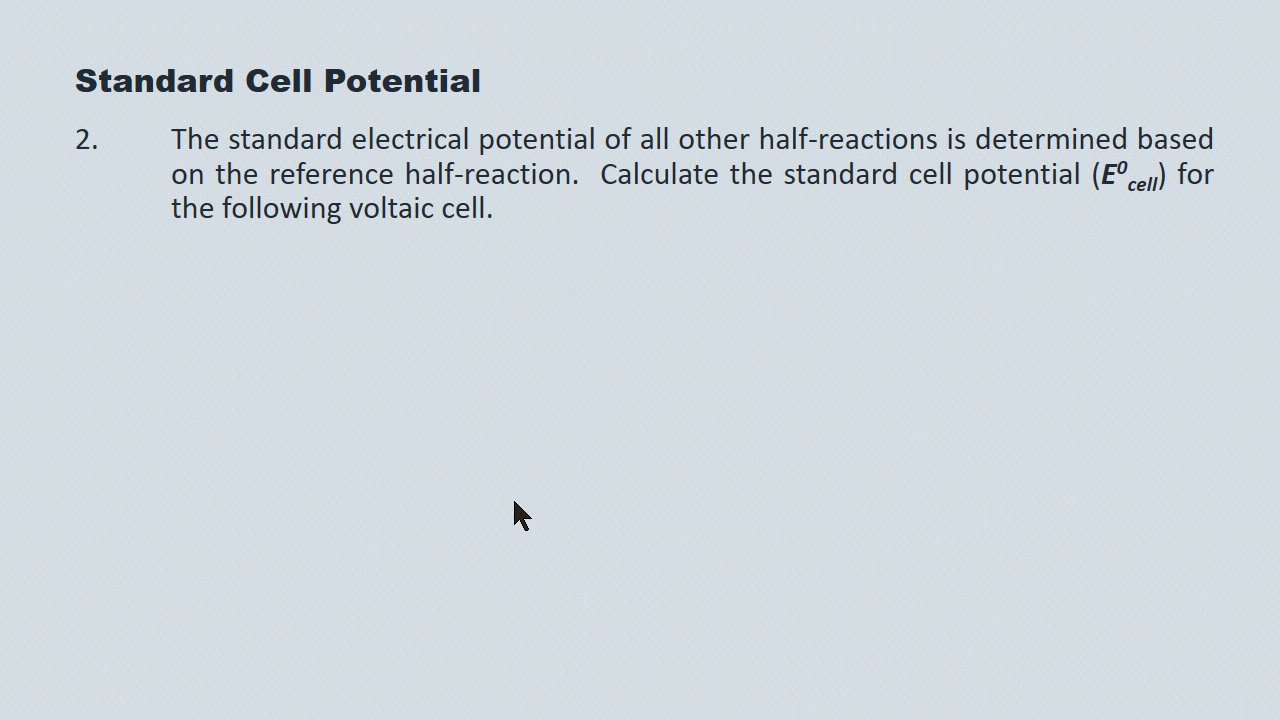 Standard Cell Potential
2. The standard electrical potential of all other half-reactions is determined based
on the reference half-reaction. Calculate the standard cell potential (E⁰cell) for
the following voltaic cell.